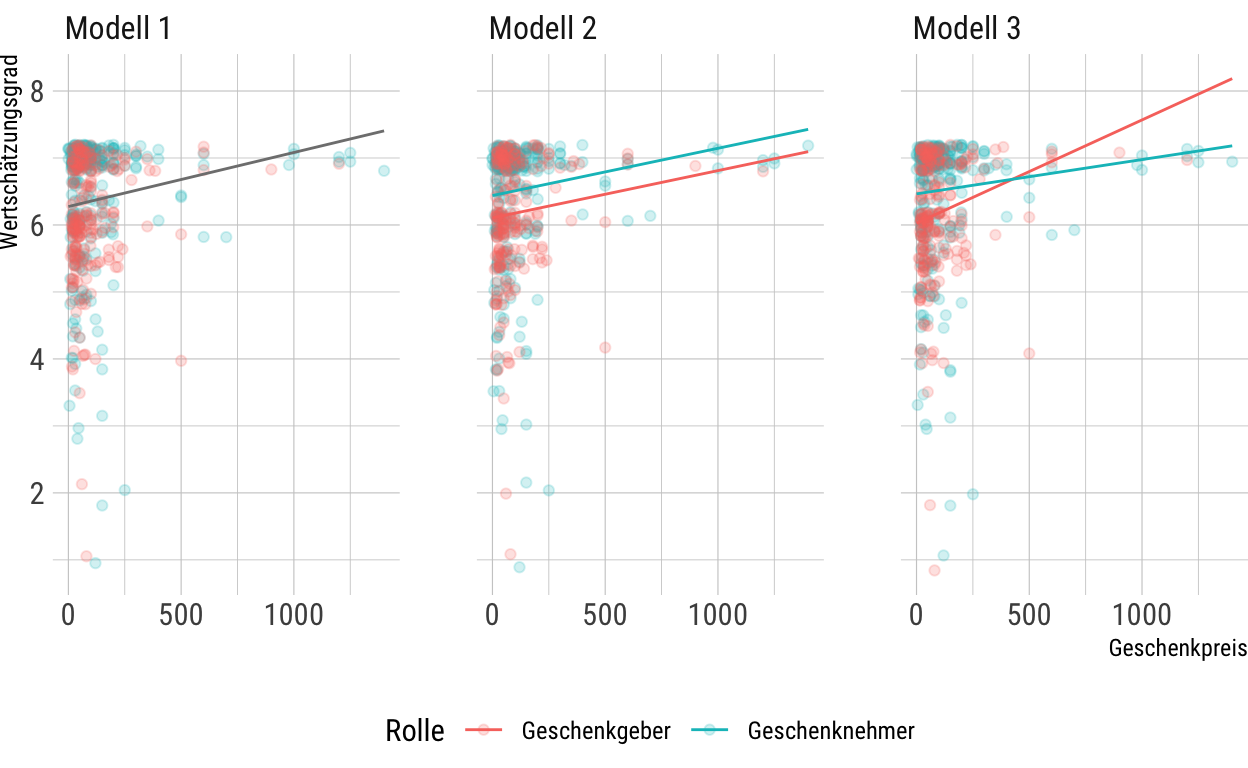 Modell 1
Modell 2
Modell 3
Wertschätzungsgrad
8
6
4
2
0 500 1000
0 500 1000
0 500 1000
Geschenkpreis
Rolle Geschenkgeber Geschenknehmer